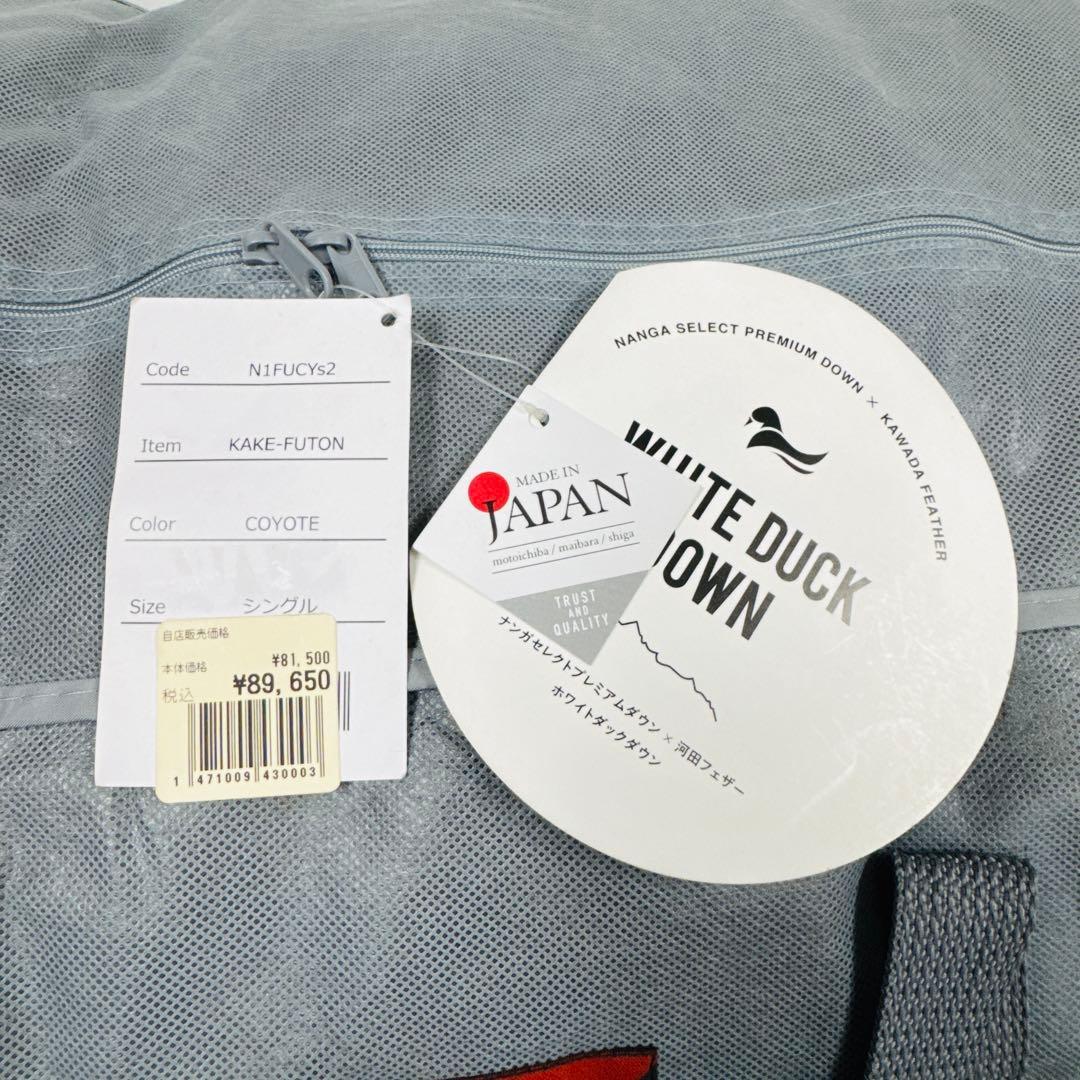 Code N1FUCYs2
Item KAKE-FUTON
Color COYOTE
Size シングル
自店販売価格
本体価格 ¥81,500
税込 ¥89,650
1 471009 430003
MADE IN
JAPAN
motoichiba / maibara / shiga
TRUST
AND
QUALITY
NANGA SELECT PREMIUM DOWN × KAWADA FEATHER
WHITE DUCK
DOWN
ナンガセレクトプレミアムダウン × 河田フェザー
ホワイトダックダウン